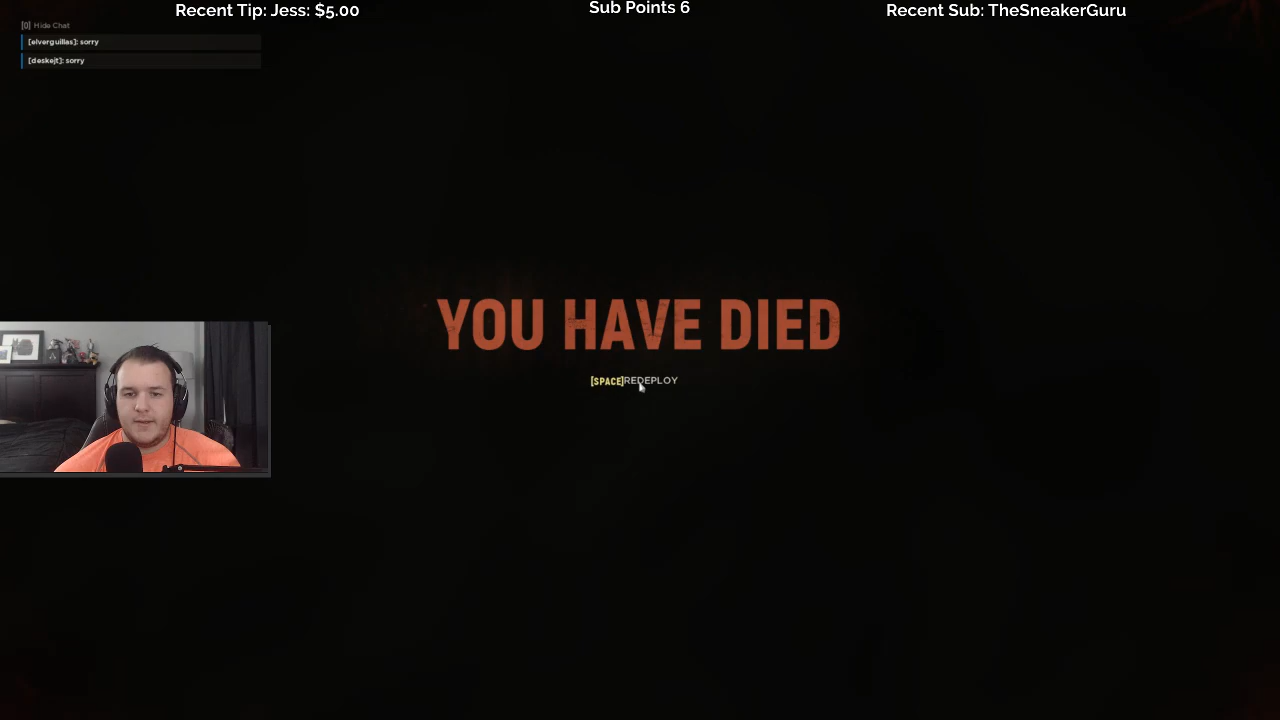 Recent Tip: Jess: $5.00
Sub Points 6
Recent Sub: TheSneakerGuru
[0] Hide Chat
[elverguillas]: sorry
[deskejt]: sorry
YOU HAVE DIED
[SPACE]REDEPLOY